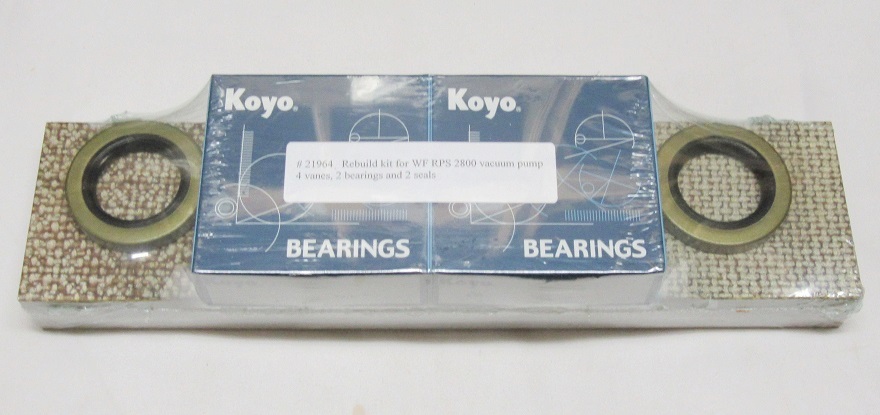 Koyo®
Koyo®
# 21964 Rebuild kit for WF RPS 2800 vacuum pump
4 vanes, 2 bearings and 2 seals
BEARINGS
BEARINGS